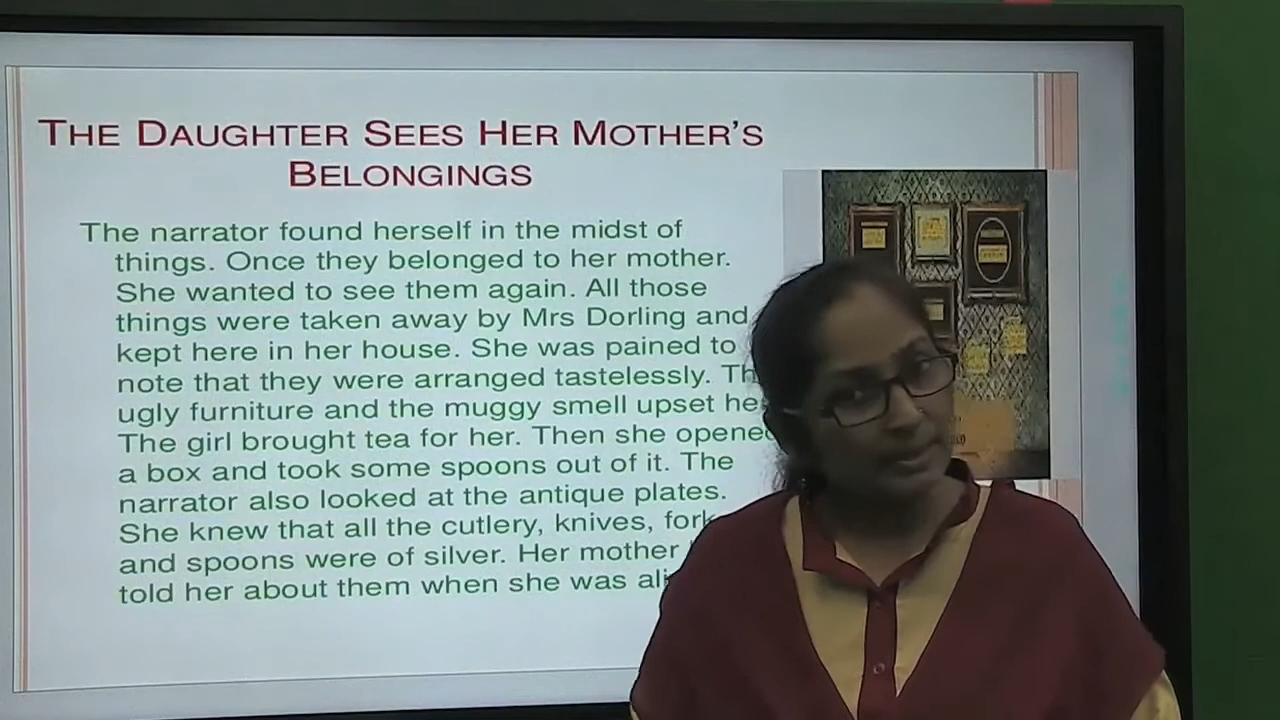 THE DAUGHTER SEES HER MOTHER'S
BELONGINGS
The narrator found herself in the midst of
things. Once they belonged to her mother.
She wanted to see them again. All those
things were taken away by Mrs Dorling and
kept here in her house. She was pained to
note that they were arranged tastelessly. Th
ugly furniture and the muggy smell upset he
The girl brought tea for her. Then she opened
a box and took some spoons out of it. The
narrator also looked at the antique plates.
She knew that all the cutlery, knives, fork
and spoons were of silver. Her mother
told her about them when she was ali